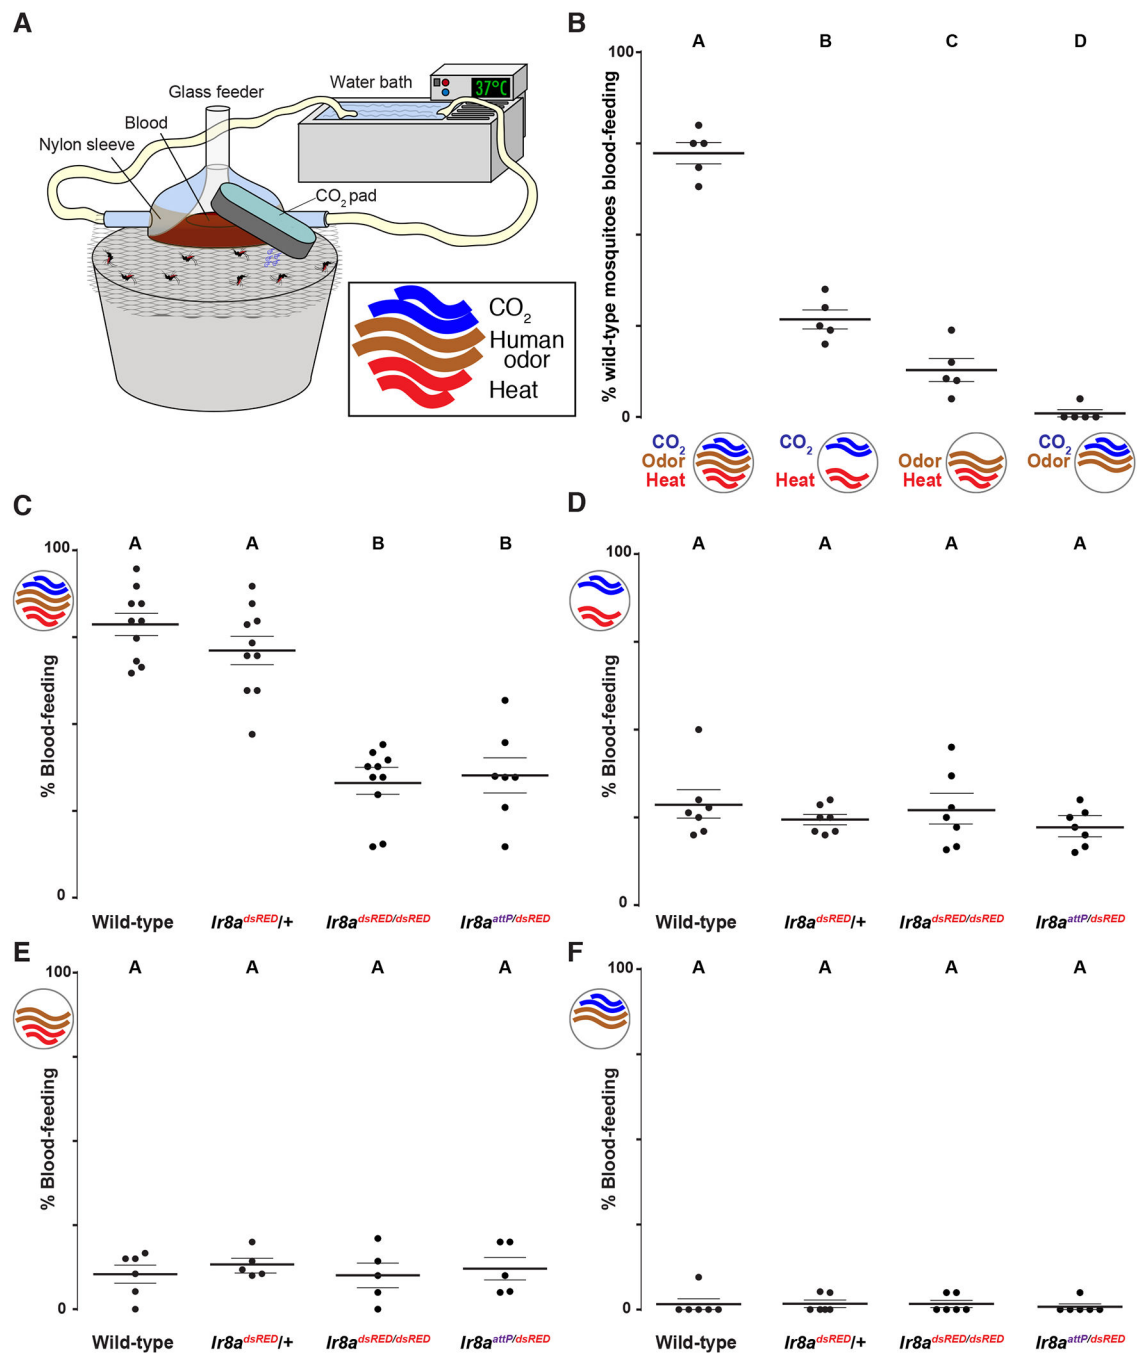 A
Water bath
37°C
Glass feeder
Blood
Nylon sleeve
CO2 pad
CO2
Human
odor
Heat
B
A B C D
% wild-type mosquitoes blood-feeding
100
0
CO2 CO2 CO2
Odor Odor Odor
Heat Heat Heat
C
A A B B
100
% Blood-feeding
0
Wild-type Ir8adsRED/+ Ir8adsRED/dsRED Ir8aattP/dsRED
D
A A A A
100
% Blood-feeding
0
Wild-type Ir8adsRED/+ Ir8adsRED/dsRED Ir8aattP/dsRED
E
A A A A
100
% Blood-feeding
0
Wild-type Ir8adsRED/+ Ir8adsRED/dsRED Ir8aattP/dsRED
F
A A A A
100
% Blood-feeding
0
Wild-type Ir8adsRED/+ Ir8adsRED/dsRED Ir8aattP/dsRED